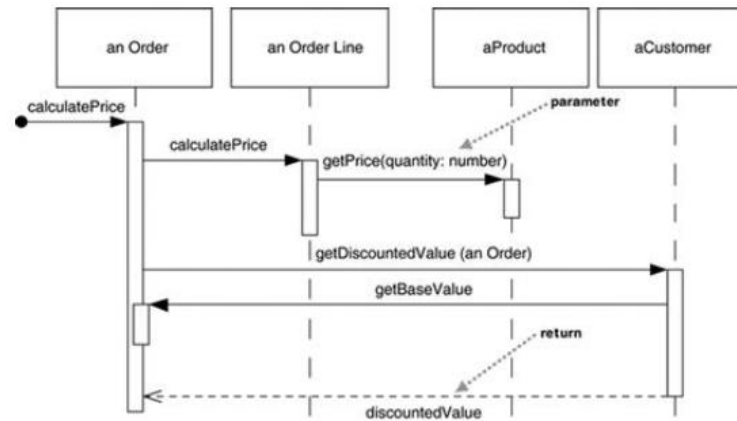 an Order
an Order Line
aProduct
aCustomer
calculatePrice
parameter
calculatePrice
getPrice(quantity: number)
getDiscountedValue (an Order)
getBaseValue
return
discountedValue